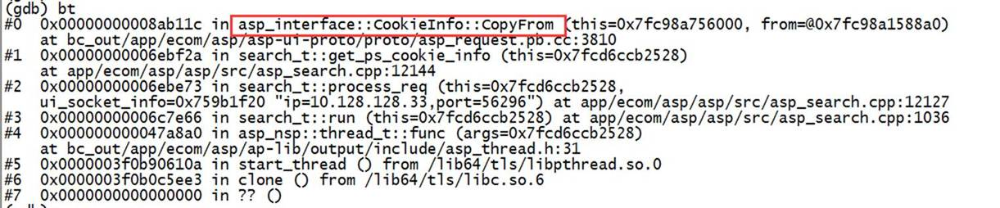 (gdb) bt
#0 0x00000000008ab11c in asp_interface::CookieInfo::CopyFrom (this=0x7fc98a756000, from=@0x7fc98a1588a0)
at bc_out/app/ecom/asp/asp-ui-proto/proto/asp_request.pb.cc:3810
#1 0x00000000006ebf2a in search_t::get_ps_cookie_info (this=0x7fcd6ccb2528)
at app/ecom/asp/asp/src/asp_search.cpp:12144
#2 0x00000000006ebe73 in search_t::process_req (this=0x7fcd6ccb2528,
ui_socket_info=0x759b1f20 "ip=10.128.128.33,port=56296") at app/ecom/asp/asp/src/asp_search.cpp:12127
#3 0x00000000006c7e66 in search_t::run (this=0x7fcd6ccb2528) at app/ecom/asp/asp/src/asp_search.cpp:1036
#4 0x000000000047a8a0 in asp_nsp::thread_t::func (args=0x7fcd6ccb2528)
at bc_out/app/ecom/asp/ap-lib/output/include/asp_thread.h:31
#5 0x0000003f0b90610a in start_thread () from /lib64/tls/libpthread.so.0
#6 0x0000003f0b0c5ee3 in clone () from /lib64/tls/libc.so.6
#7 0x0000000000000000 in ?? ()